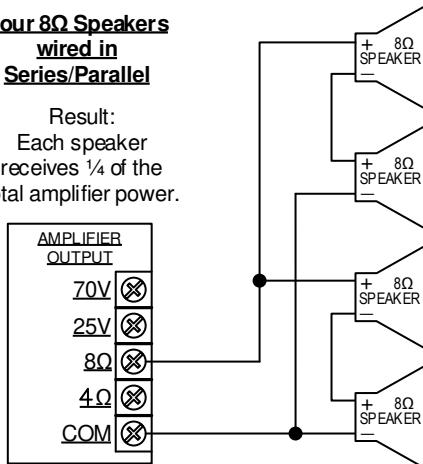 our 8Ω Speakers
wired in
Series/Parallel
Result:
Each speaker
receives ¼ of the
tal amplifier power.
AMPLIFIER
OUTPUT
70V
25V
8Ω
4Ω
COM
+ 8Ω
SPEAKER
—
+ 8Ω
SPEAKER
—
+ 8Ω
SPEAKER
—
+ 8Ω
SPEAKER
—